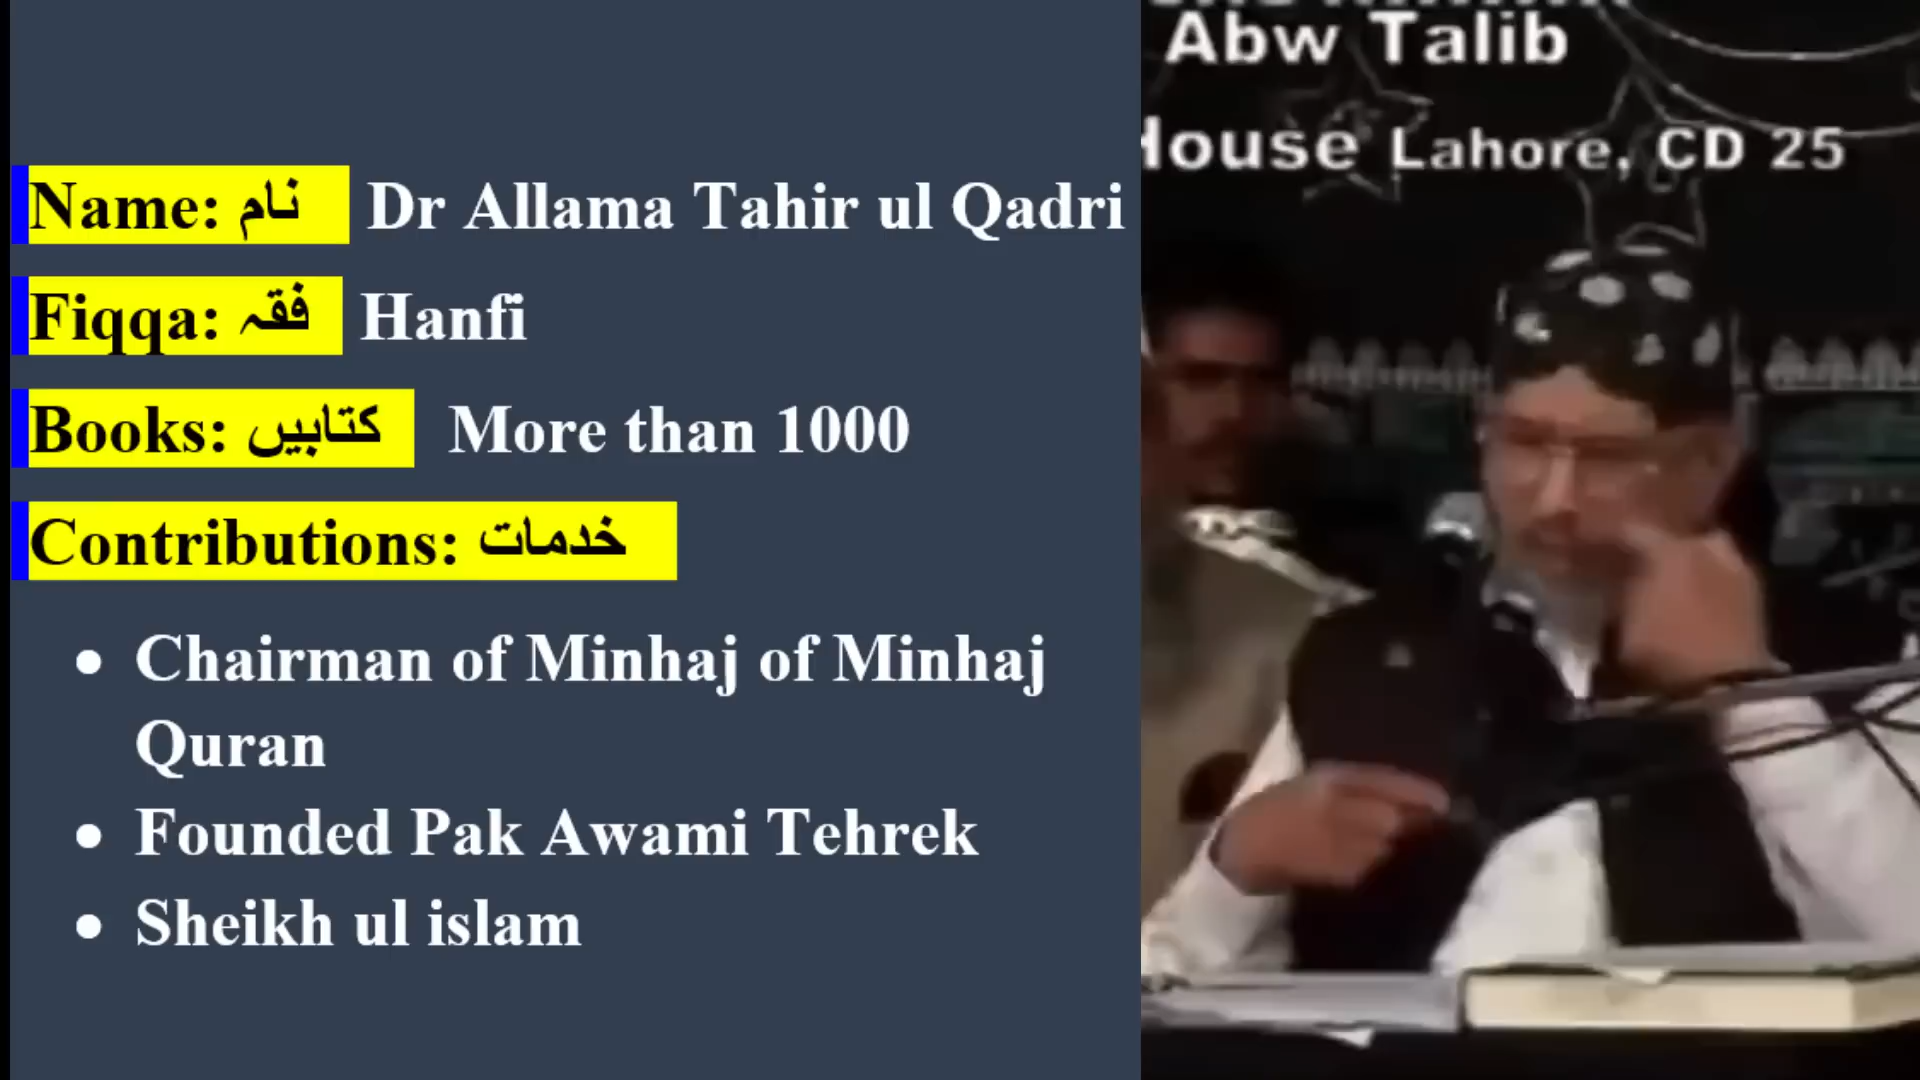 Name: نام Dr Allama Tahir ul Qadri
Fiqqa: فقہ Hanfi
Books: کتابیں More than 1000
Contributions: خدمات
• Chairman of Minhaj of Minhaj
Quran
• Founded Pak Awami Tehrek
• Sheikh ul islam
Abw Talib
House Lahore, CD 25